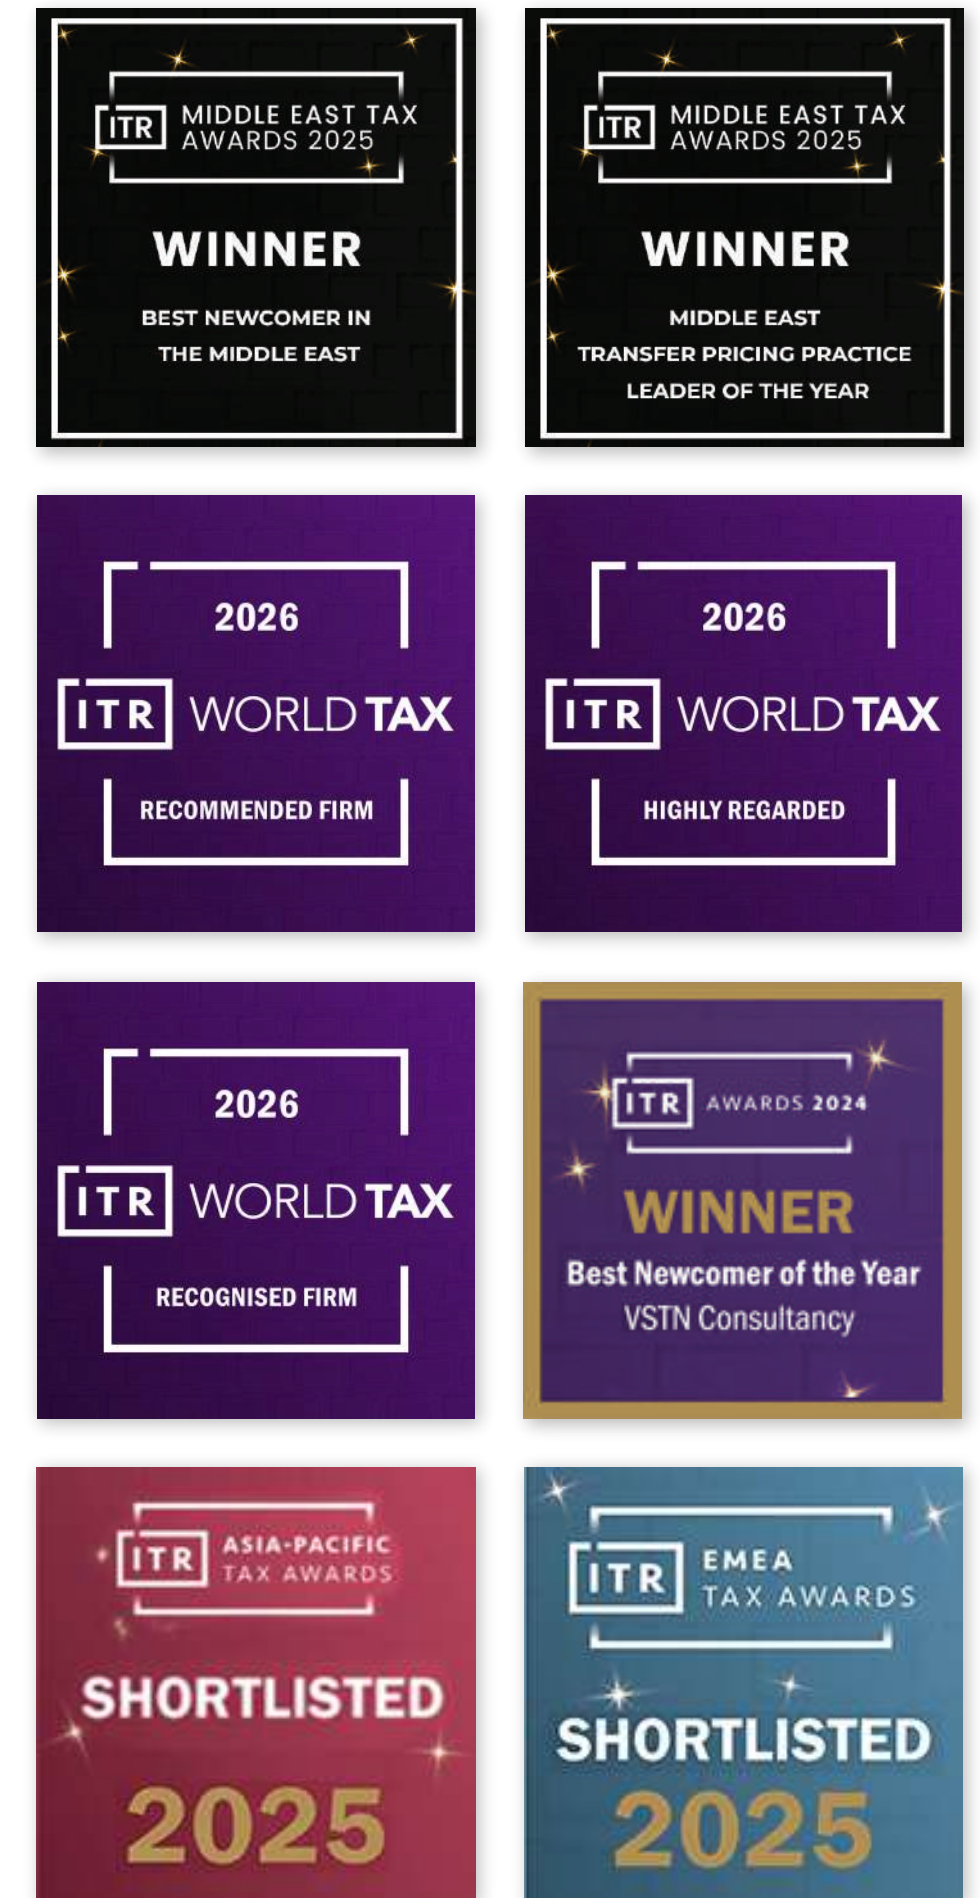 ITR MIDDLE EAST TAX
AWARDS 2025
WINNER
BEST NEWCOMER IN
THE MIDDLE EAST
ITR MIDDLE EAST TAX
AWARDS 2025
WINNER
MIDDLE EAST
TRANSFER PRICING PRACTICE
LEADER OF THE YEAR
2026
ITR WORLD TAX
RECOMMENDED FIRM
2026
ITR WORLD TAX
HIGHLY REGARDED
2026
ITR WORLD TAX
RECOGNISED FIRM
ITR AWARDS 2024
WINNER
Best Newcomer of the Year
VSTN Consultancy
ITR ASIA-PACIFIC
TAX AWARDS
SHORTLISTED
2025
ITR EMEA
TAX AWARDS
SHORTLISTED
2025